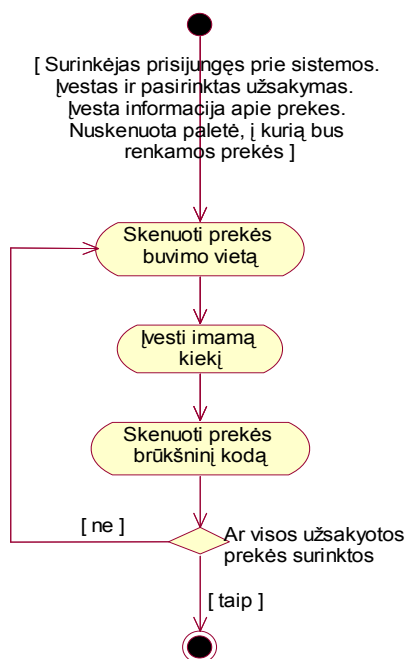 [ Surinkėjas prisijungęs prie sistemos.
Įvestas ir pasirinktas užsakymas.
Įvesta informacija apie prekes.
Nuskenuota paletė, į kurią bus
renkamos prekės ]
Skenuoti prekės
buvimo vietą
Įvesti imamą
kiekį
Skenuoti prekės
brūkšninį kodą
[ ne ]
Ar visos užsakyotos
prekės surinktos
[ taip ]